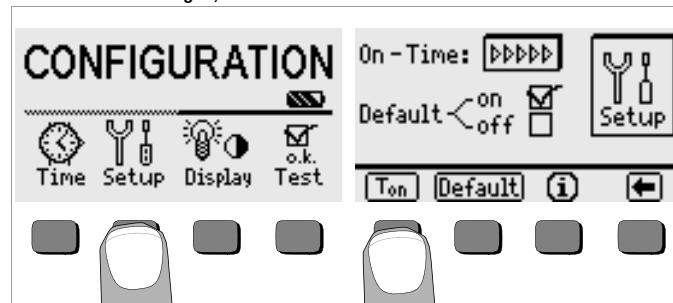 CONFIGURATION
Time Setup Display o.k. Test
On-Time: ▷▷▷▷▷
Default on
off
Setup
Ton Default i